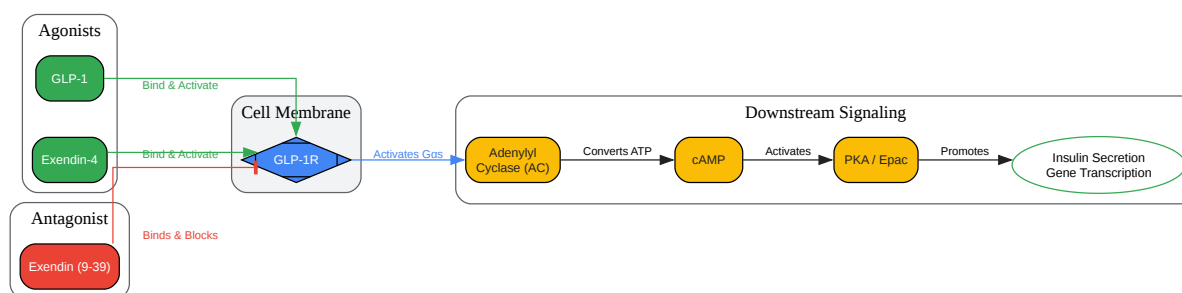 Agonists
GLP-1
Bind & Activate
Exendin-4
Bind & Activate
Antagonist
Binds & Blocks
Exendin (9-39)
Cell Membrane
GLP-1R
Activates Gαs
Downstream Signaling
Adenylyl
Cyclase (AC)
Converts ATP
cAMP
Activates
PKA / Epac
Promotes
Insulin Secretion
Gene Transcription